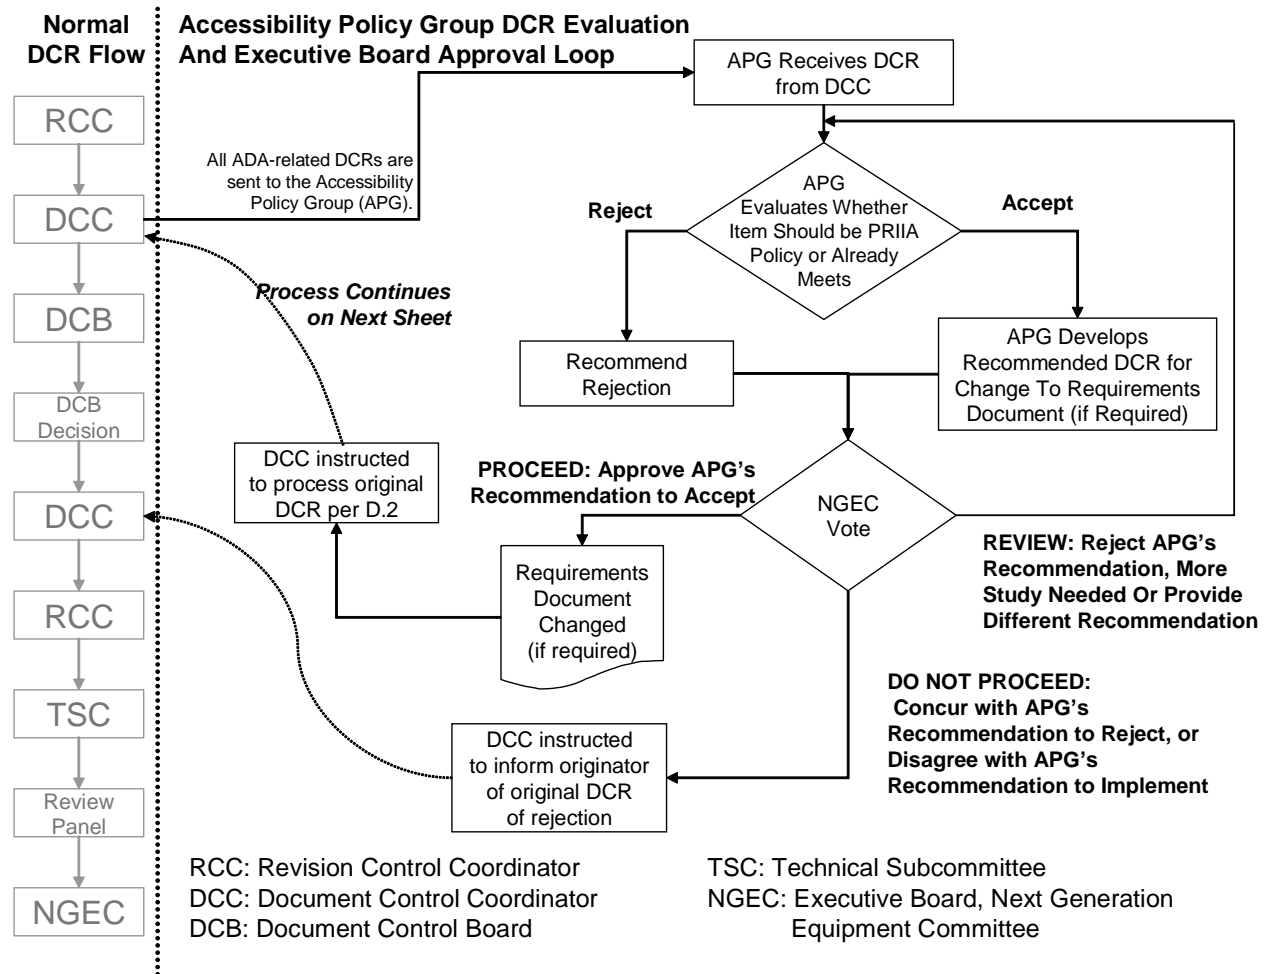 Normal
DCR Flow
Accessibility Policy Group DCR Evaluation
And Executive Board Approval Loop
RCC
DCC
DCB
DCB
Decision
DCC
RCC
TSC
Review
Panel
NGEC
All ADA-related DCRs are
sent to the Accessibility
Policy Group (APG).
APG Receives DCR
from DCC
APG
Evaluates Whether
Item Should be PRIIA
Policy or Already
Meets
Reject
Accept
Process Continues
on Next Sheet
Recommend
Rejection
APG Develops
Recommended DCR for
Change To Requirements
Document (if Required)
DCC instructed
to process original
DCR per D.2
PROCEED: Approve APG's
Recommendation to Accept
NGEC
Vote
Requirements
Document
Changed
(if required)
REVIEW: Reject APG's
Recommendation, More
Study Needed Or Provide
Different Recommendation
DO NOT PROCEED:
Concur with APG's
Recommendation to Reject, or
Disagree with APG's
Recommendation to Implement
DCC instructed
to inform originator
of original DCR
of rejection
RCC: Revision Control Coordinator
DCC: Document Control Coordinator
DCB: Document Control Board
TSC: Technical Subcommittee
NGEC: Executive Board, Next Generation
Equipment Committee